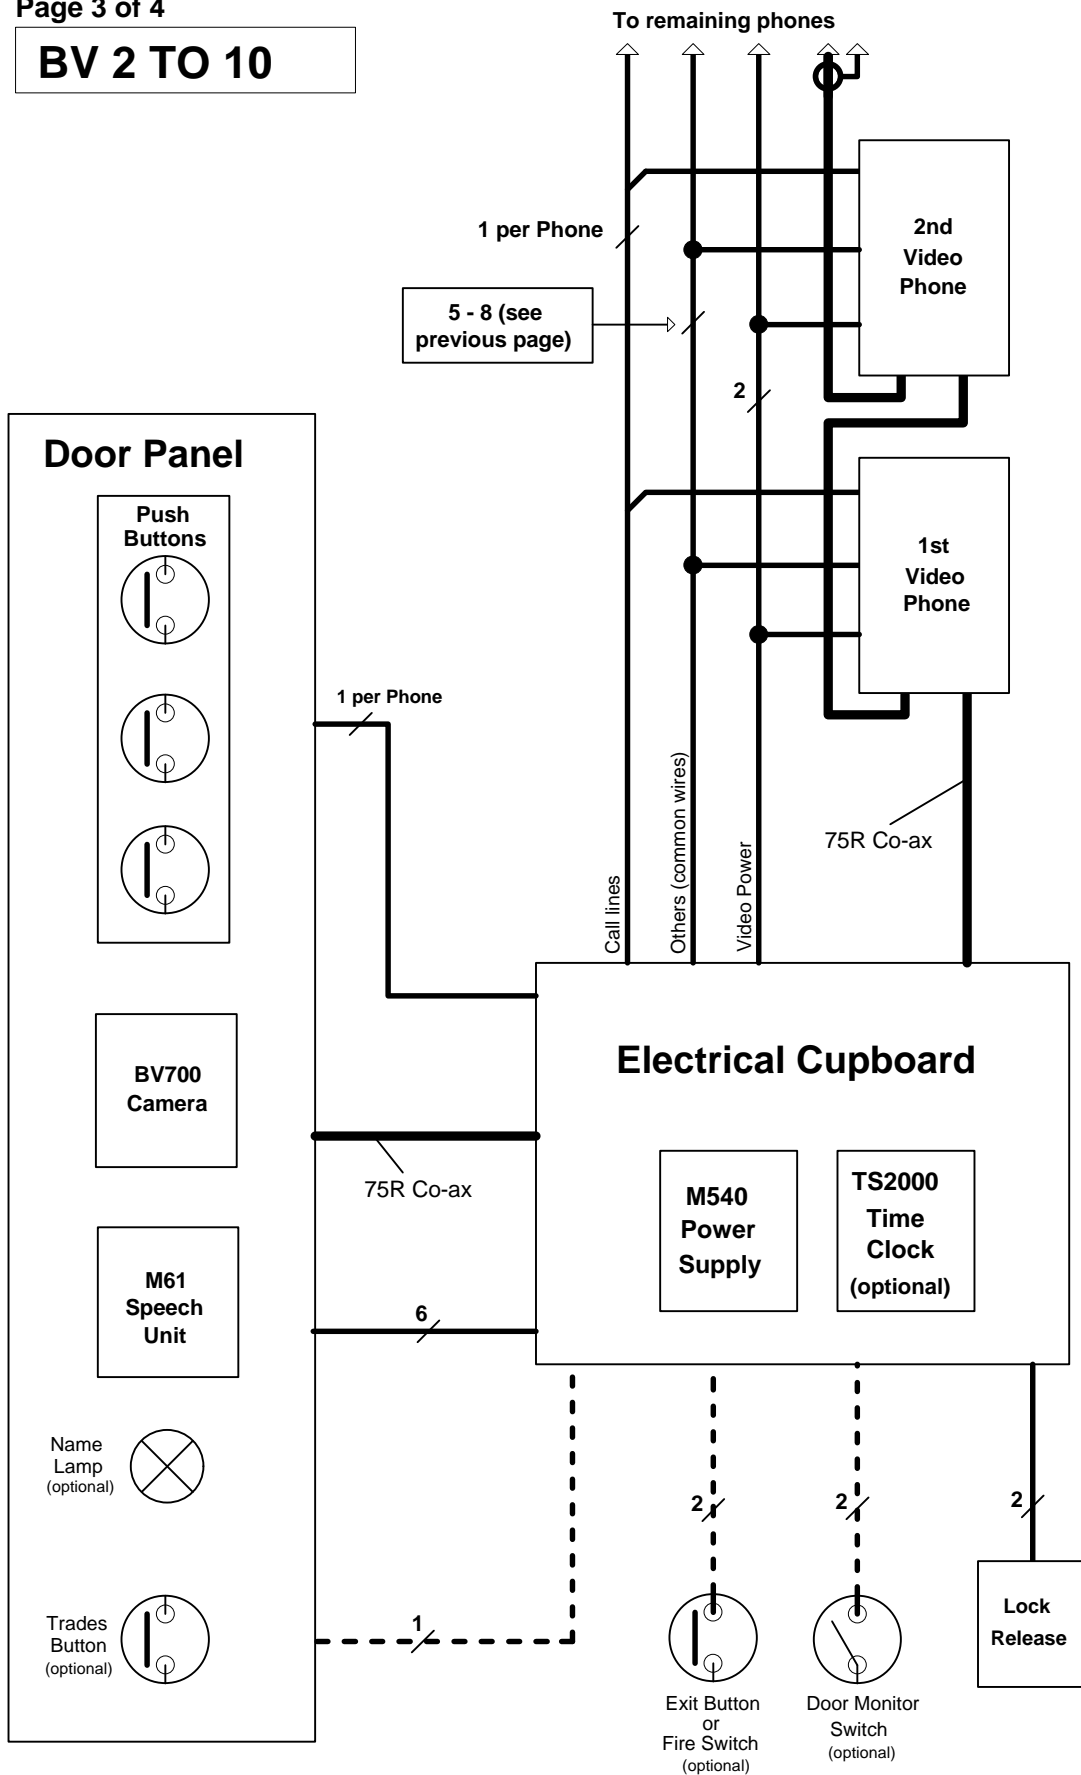 Page 3 of 4
BV 2 TO 10
To remaining phones
1 per Phone
2nd
Video
Phone
5 - 8 (see
previous page)
2
Door Panel
Push
Buttons
1st
Video
Phone
1 per Phone
Call lines
Others (common wires)
Video Power
75R Co-ax
Electrical Cupboard
BV700
Camera
75R Co-ax
M540
Power
Supply
TS2000
Time
Clock
(optional)
M61
Speech
Unit
6
Name
Lamp
(optional)
2
2
2
Trades
Button
(optional)
1
Lock
Release
Exit Button
or
Fire Switch
(optional)
Door Monitor
Switch
(optional)